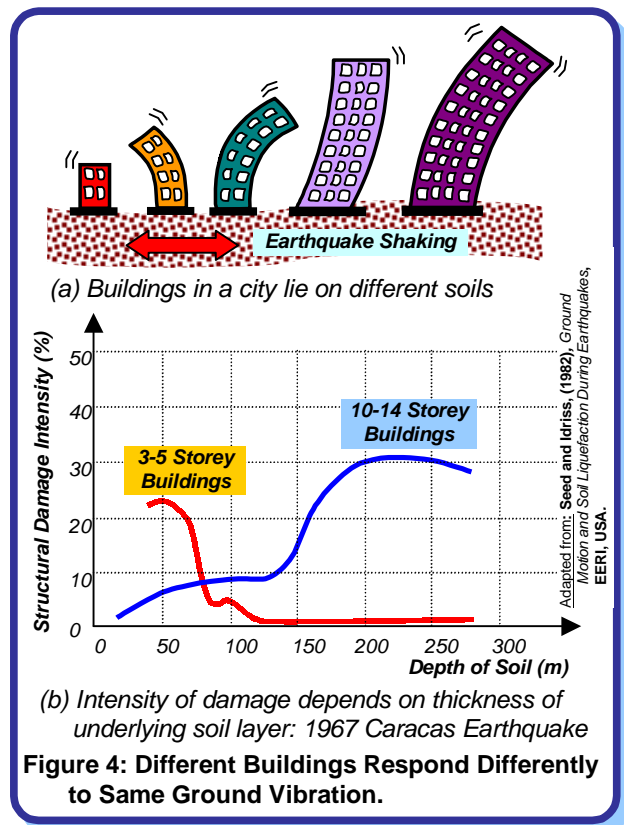 Earthquake Shaking
(a) Buildings in a city lie on different soils
Structural Damage Intensity (%)
50
40
30
20
10
0
3-5 Storey
Buildings
10-14 Storey
Buildings
0 50 100 150 200 250 300
Depth of Soil (m)
Adapted from: Seed and Idriss, (1982), Ground
Motion and Soil Liquefaction During Earthquakes,
EERI, USA.
(b) Intensity of damage depends on thickness of
underlying soil layer: 1967 Caracas Earthquake
Figure 4: Different Buildings Respond Differently
to Same Ground Vibration.